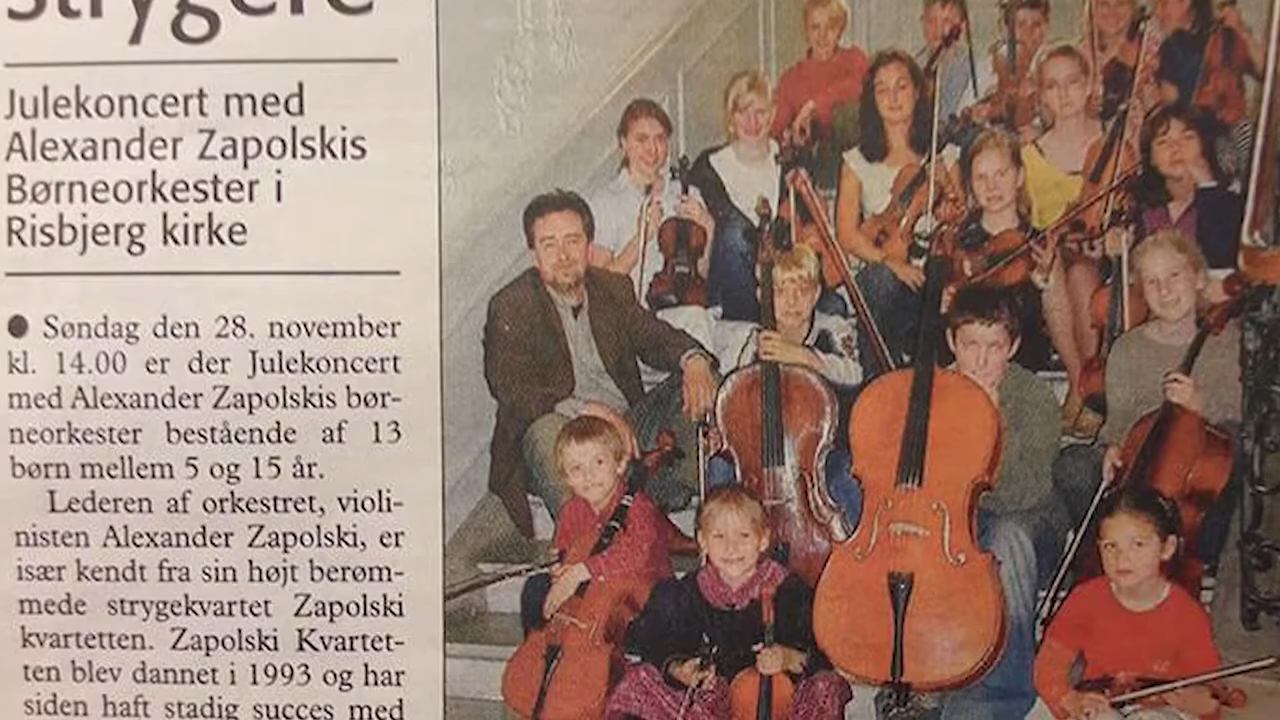 Strygere
Julekoncert med
Alexander Zapolskis
Børneorkester i
Risbjerg kirke
● Søndag den 28. november
kl. 14.00 er der Julekoncert
med Alexander Zapolskis bør-
neorkester bestående af 13
børn mellem 5 og 15 år.
Lederen af orkestret, violi-
nisten Alexander Zapolski, er
især kendt fra sin højt berøm-
mede strygekvartet Zapolski
kvartetten. Zapolski Kvartet-
ten blev dannet i 1993 og har
siden haft stadig succes med